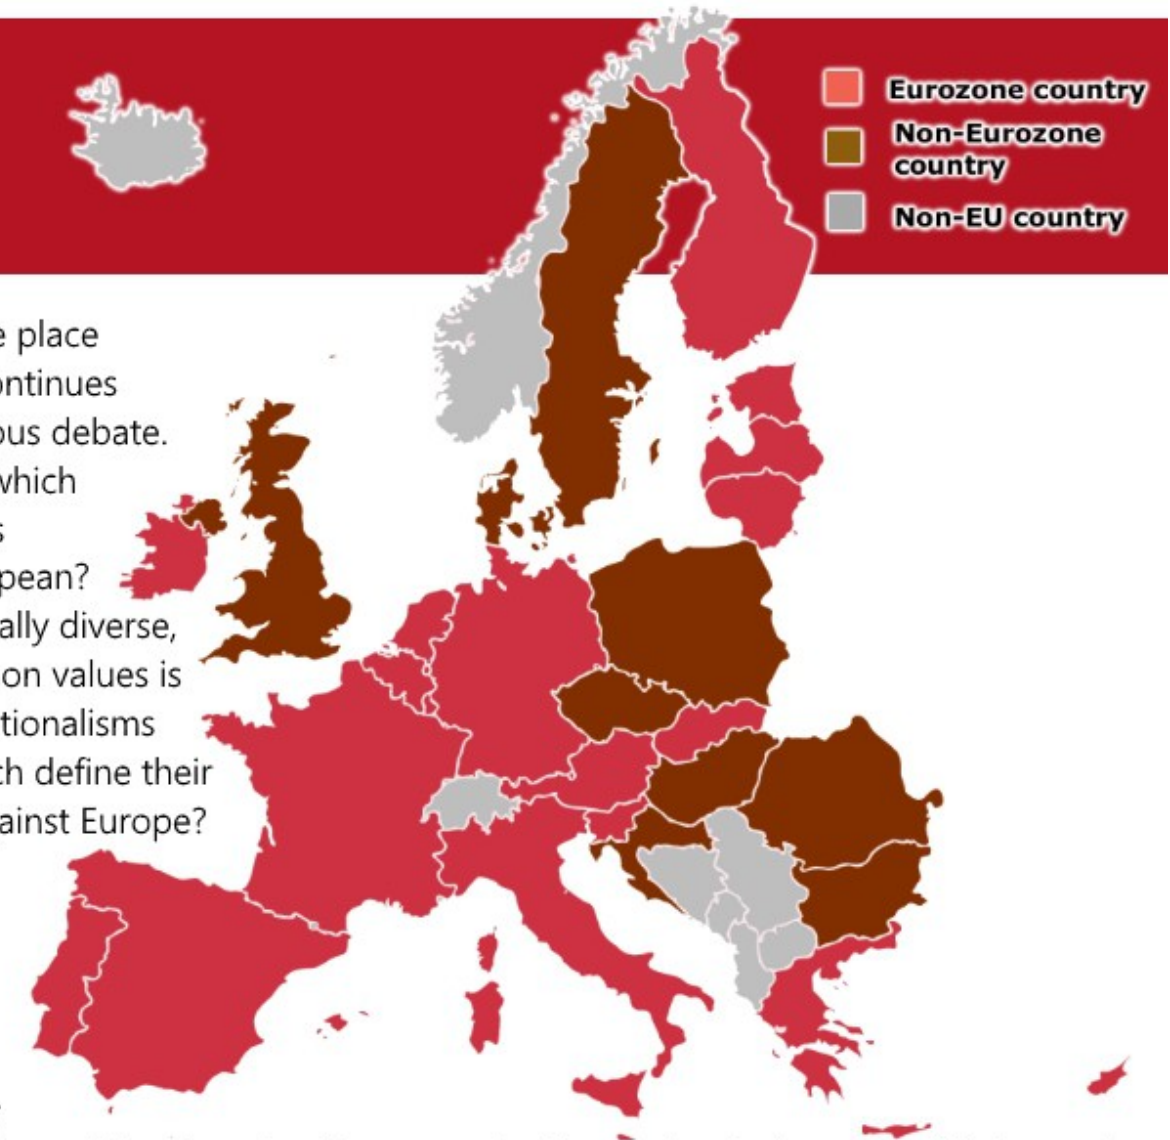 Eurozone country
Non-Eurozone
country
Non-EU country
e place
ontinues
ous debate.
which
s
pean?
ally diverse,
on values is
tionalisms
th define their
ainst Europe?